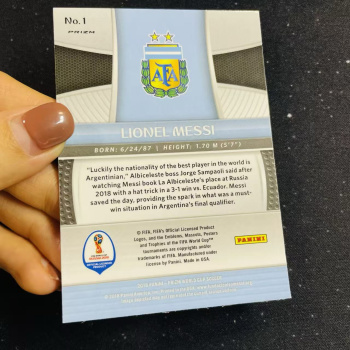 No. 1
PRIZM
AFA
LIONEL MESSI
BORN: 6/24/87 | HEIGHT: 1.70 M (5'7")
"Luckily the nationality of the best player in the world is
Argentinian," Albiceleste boss Jorge Sampaoli said after
watching Messi book La Albiceleste's place at Russia
2018 with a hat trick in a 3-1 win vs. Ecuador. Messi
saved the day, providing the spark in what was a must-
win situation in Argentina's final qualifier.
© FIFA, FIFA's Official Licensed Product
Logos, and the Emblems, Mascots, Posters
and Trophies of the FIFA World Cup™
tournaments are copyrights and/or
trademarks of FIFA. Manufactured under
license by Panini. Made in USA.
PANINI